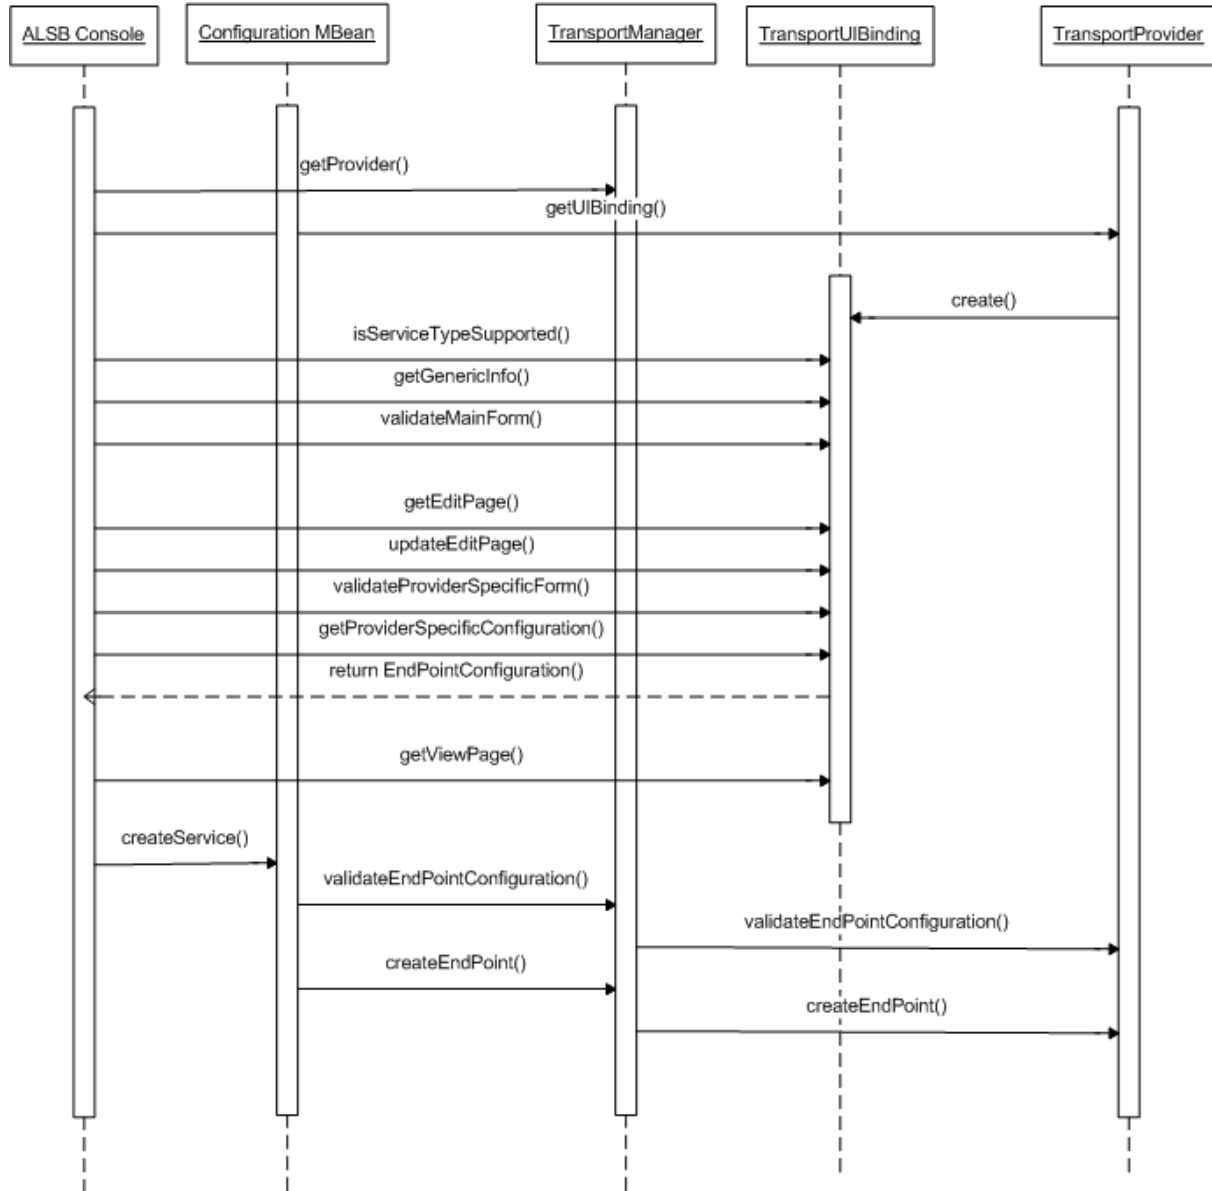 ALSB Console
Configuration MBean
TransportManager
TransportUIBinding
TransportProvider
getProvider()
getUIBinding()
create()
isServiceTypeSupported()
getGenericInfo()
validateMainForm()
getEditPage()
updateEditPage()
validateProviderSpecificForm()
getProviderSpecificConfiguration()
return EndPointConfiguration()
getViewPage()
createService()
validateEndPointConfiguration()
validateEndPointConfiguration()
createEndPoint()
createEndPoint()